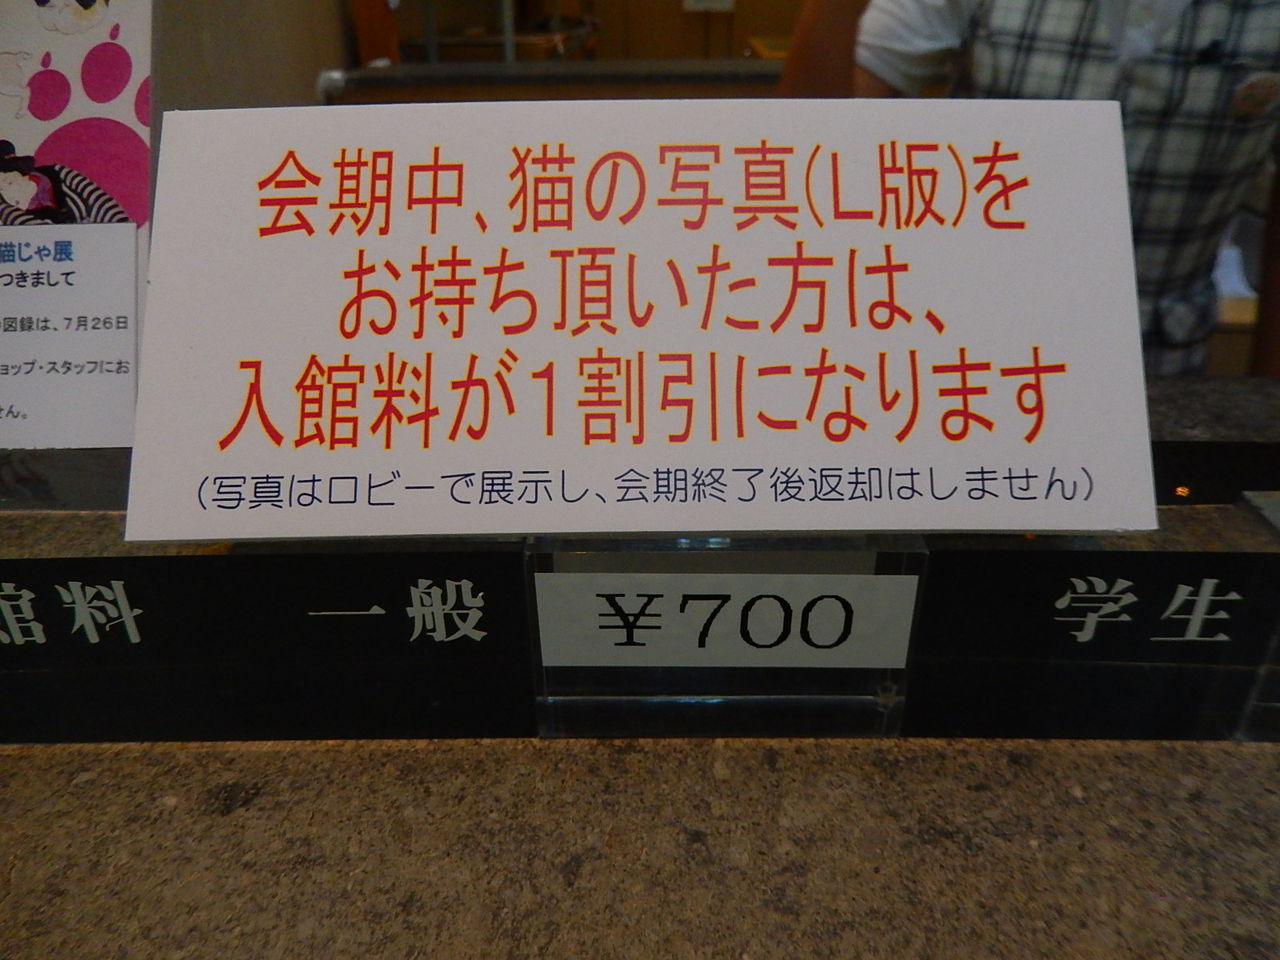 会期中、猫の写真(L版)を
お持ち頂いた方は、
入館料が1割引になります
(写真はロビーで展示し、会期終了後返却はしません)
猫じゃ展
つきまして
図録は、7月26日
ョップ・スタッフにお
せん。
館料 一般 ¥700 学生